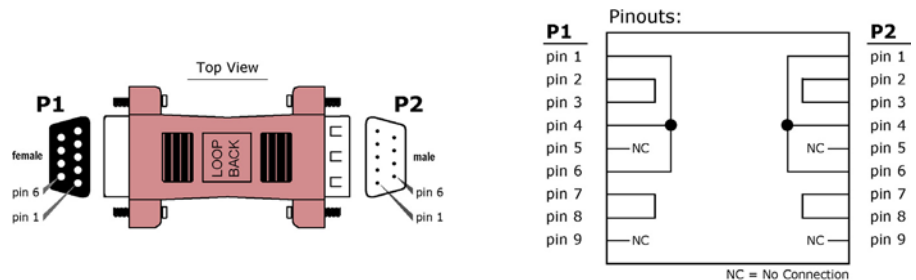 Top View
P1
P2
female
male
pin 6
pin 1
pin 6
pin 1
LOOP
BACK
Pinouts:
P1
P2
pin 1
pin 2
pin 3
pin 4
pin 5
pin 6
pin 7
pin 8
pin 9
NC
NC
NC
NC
pin 1
pin 2
pin 3
pin 4
pin 5
pin 6
pin 7
pin 8
pin 9
NC = No Connection